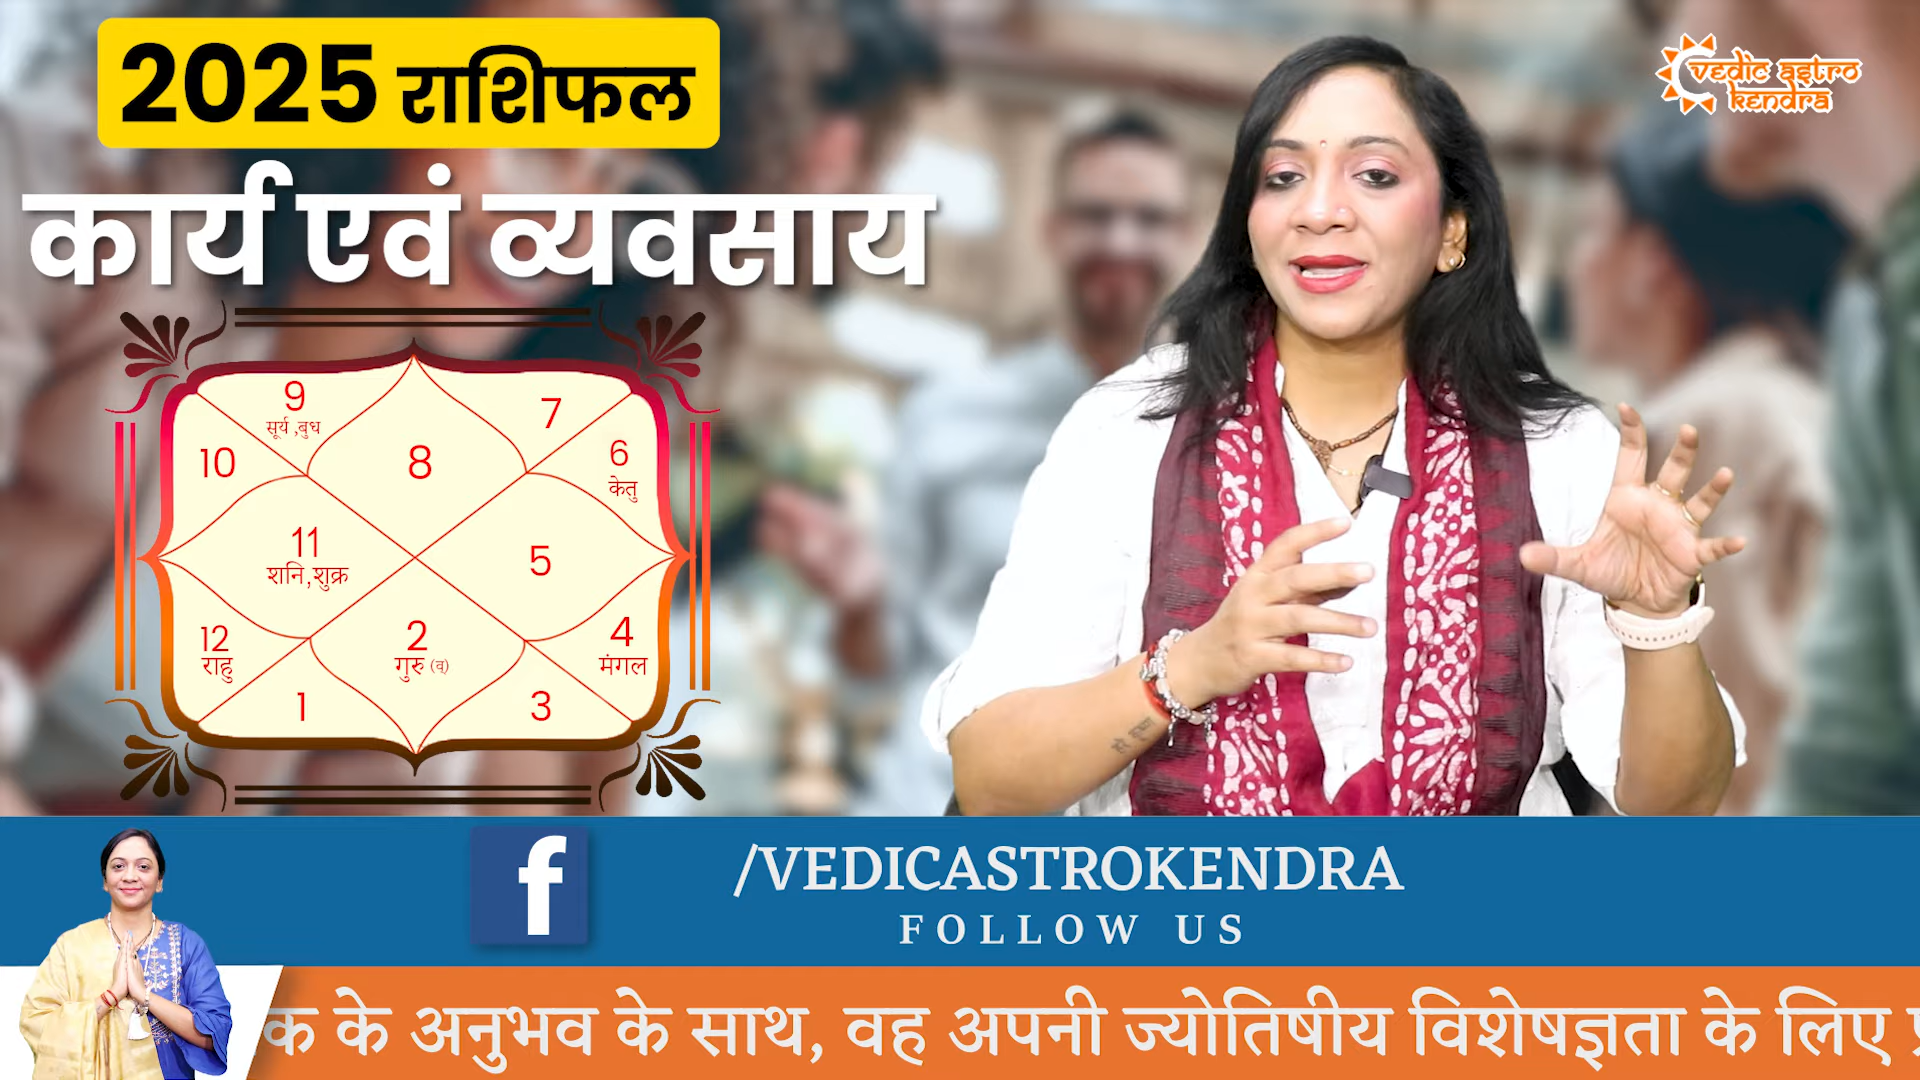 2025 राशिफल
vedic astro
kendra
कार्य एवं व्यवसाय
9
सूर्य ,बुध
7
10
8
6
केतु
11
शनि,शुक्र
5
12
राहु
2
गुरु (व)
4
मंगल
1
3
f
/VEDICASTROKENDRA
FOLLOW US
के अनुभव के साथ, वह अपनी ज्योतिषीय विशेषज्ञता के लिए